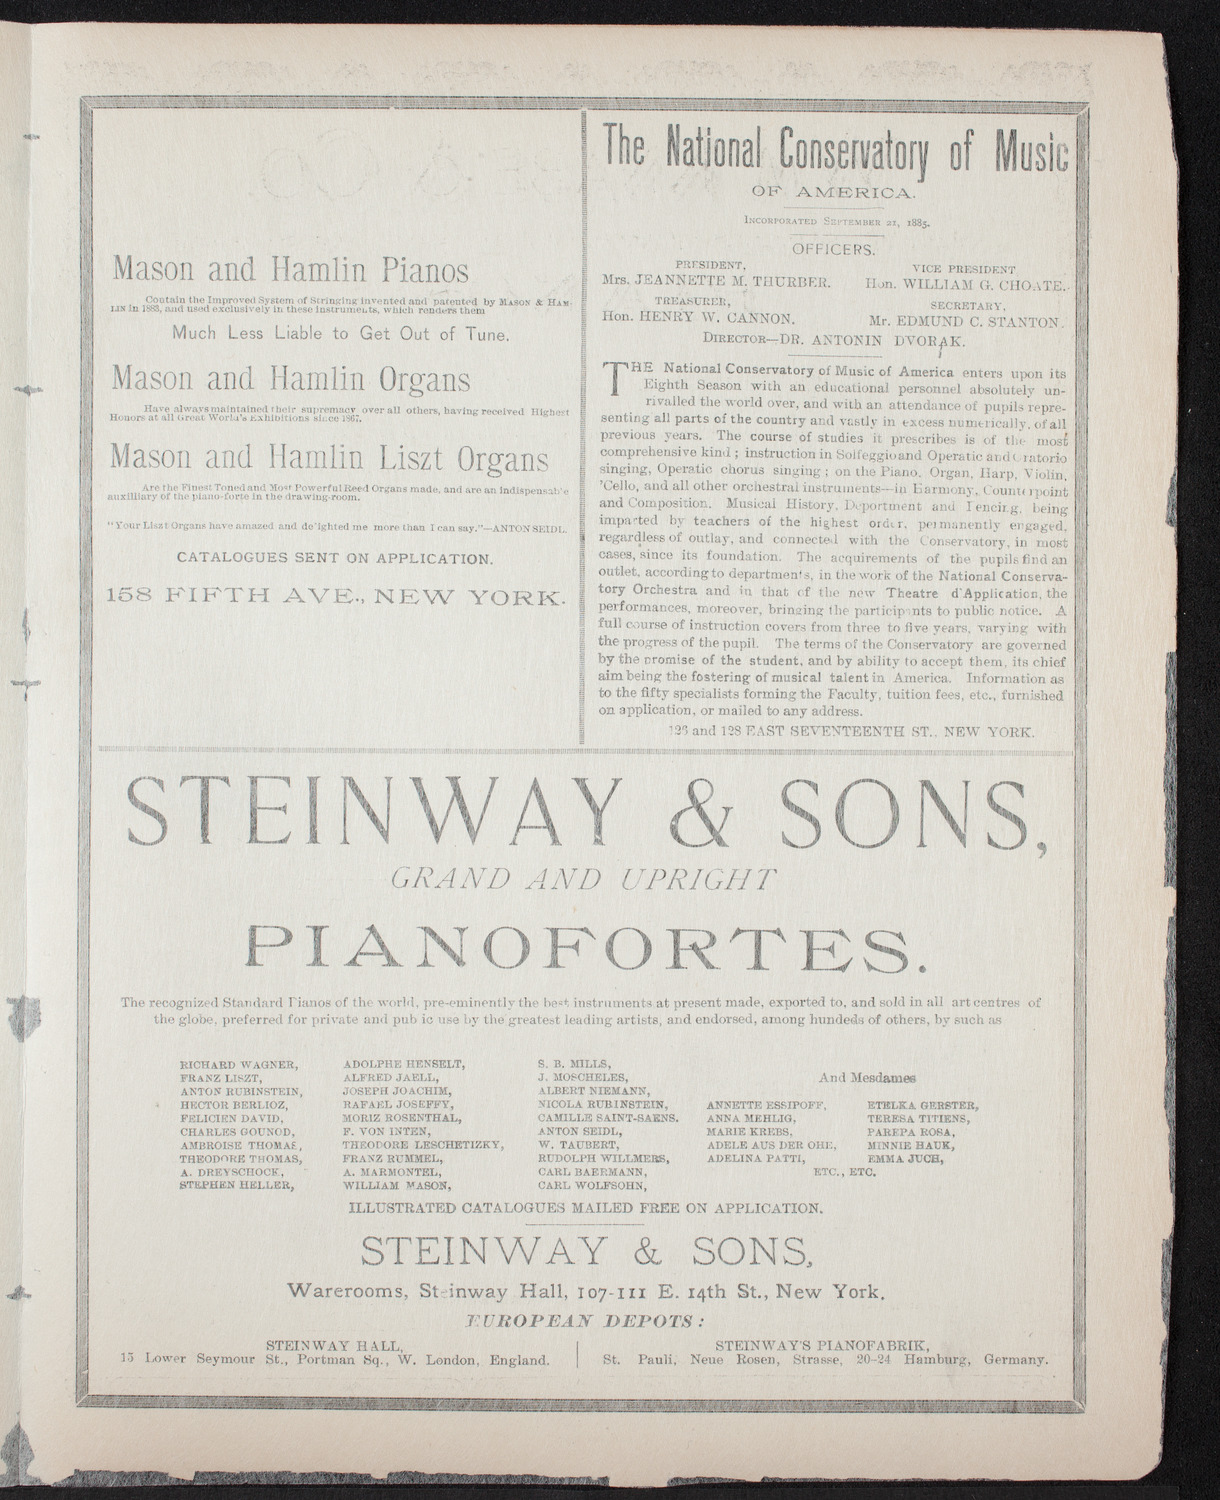 Mason and Hamlin Pianos
Contain the Improved System of Stringing invented and patented by MASON & HAM-
LIN in 1883, and used exclusively in these instruments, which renders them
Much Less Liable to Get Out of Tune.
Mason and Hamlin Organs
Have always maintained their supremacy over all others, having received Highest
Honors at all Great World's Exhibitions since 1867.
Mason and Hamlin Liszt Organs
Are the Finest Toned and Most Powerful Reed Organs made, and are an indispensable
auxilliary of the piano-forte in the drawing-room.
"Your Liszt Organs have amazed and delighted me more than I can say."—ANTON SEIDL.
CATALOGUES SENT ON APPLICATION.
158 FIFTH AVE., NEW YORK.
The National Conservatory of Music
OF AMERICA.
INCORPORATED SEPTEMBER 21, 1885.
OFFICERS.
PRESIDENT, VICE PRESIDENT
Mrs. JEANNETTE M. THURBER. Hon. WILLIAM G. CHOATE.
TREASURER, SECRETARY,
Hon. HENRY W. CANNON. Mr. EDMUND C. STANTON.
DIRECTOR—DR. ANTONIN DVORAK.
THE National Conservatory of Music of America enters upon its
Eighth Season with an educational personnel absolutely un-
rivalled the world over, and with an attendance of pupils repre-
senting all parts of the country and vastly in excess numerically, of all
previous years. The course of studies it prescribes is of the most
comprehensive kind; instruction in Solfeggio and Operatic and Oratorio
singing, Operatic chorus singing; on the Piano, Organ, Harp, Violin,
'Cello, and all other orchestral instruments—in Harmony, Counterpoint
and Composition, Musical History, Deportment and Fencing, being
imparted by teachers of the highest order, permanently engaged,
regardless of outlay, and connected with the Conservatory, in most
cases, since its foundation. The acquirements of the pupils find an
outlet, according to departments, in the work of the National Conserva-
tory Orchestra and in that of the new Theatre d'Application, the
performances, moreover, bringing the participants to public notice. A
full course of instruction covers from three to five years, varying with
the progress of the pupil. The terms of the Conservatory are governed
by the promise of the student, and by ability to accept them, its chief
aim being the fostering of musical talent in America. Information as
to the fifty specialists forming the Faculty, tuition fees, etc., furnished
on application, or mailed to any address.
126 and 128 EAST SEVENTEENTH ST., NEW YORK.
STEINWAY & SONS,
GRAND AND UPRIGHT
PIANOFORTES.
The recognized Standard Pianos of the world, pre-eminently the best instruments at present made, exported to, and sold in all art centres of
the globe, preferred for private and public use by the greatest leading artists, and endorsed, among hundeds of others, by such as
RICHARD WAGNER,
FRANZ LISZT,
ANTON RUBINSTEIN,
HECTOR BERLIOZ,
FELICIEN DAVID,
CHARLES GOUNOD,
AMBROISE THOMAS,
THEODORE THOMAS,
A. DREYSCHOCK,
STEPHEN HELLER,
ADOLPHE HENSELT,
ALFRED JAELL,
JOSEPH JOACHIM,
RAFAEL JOSEFFY,
MORIZ ROSENTHAL,
F. VON INTEN,
THEODORE LESCHETIZKY,
FRANZ RUMMEL,
A. MARMONTEL,
WILLIAM MASON,
S. B. MILLS,
J. MOSCHELES,
ALBERT NIEMANN,
NICOLA RUBINSTEIN,
CAMILLE SAINT-SAENS.
ANTON SEIDL,
W. TAUBERT,
RUDOLPH WILLMERS,
CARL BAERMANN,
CARL WOLFSOHN,
And Mesdames
ANNETTE ESSIPOFF,
ANNA MEHLIG,
MARIE KREBS,
ADELE AUS DER OHE,
ADELINA PATTI,
ETELKA GERSTER,
TERESA TITIENS,
PAREPA ROSA,
MINNIE HAUK,
EMMA JUCH,
ETC., ETC.
ILLUSTRATED CATALOGUES MAILED FREE ON APPLICATION.
STEINWAY & SONS,
Warerooms, Steinway Hall, 107-111 E. 14th St., New York.
EUROPEAN DEPOTS:
STEINWAY HALL,
15 Lower Seymour St., Portman Sq., W. London, England.
STEINWAY'S PIANOFABRIK,
St. Pauli, Neue Rosen, Strasse, 20-24 Hamburg, Germany.